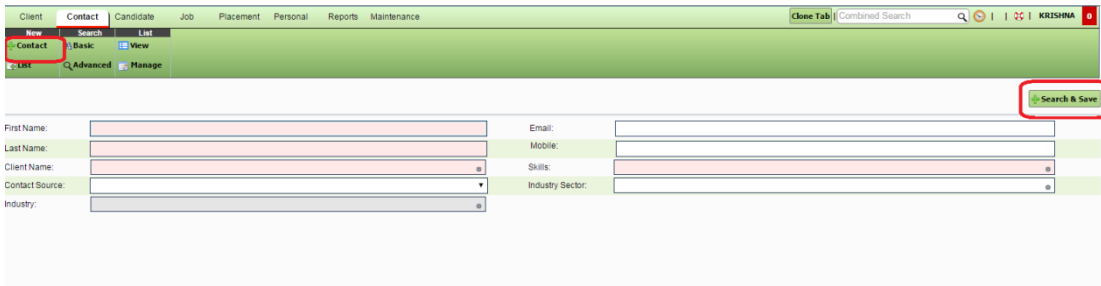 Client Contact Candidate Job Placement Personal Reports Maintenance Clone Tab | Combined Search | | | KRISHNA 0
New Search List
Contact Basic View
List Advanced Manage
Search & Save
First Name: Email:
Last Name: Mobile:
Client Name: Skills:
Contact Source: Industry Sector:
Industry: